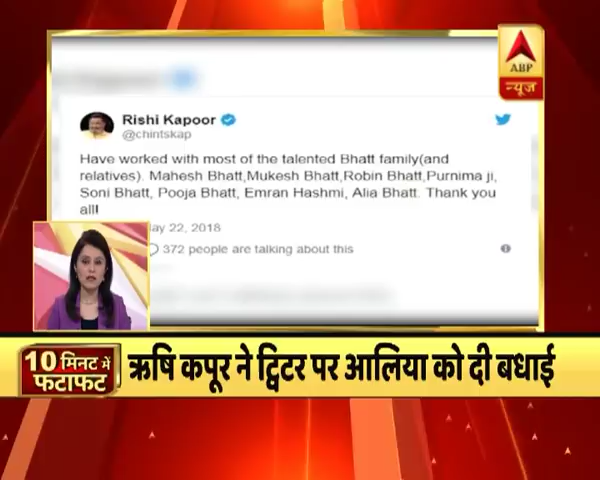 ABP
न्यूज़
Rishi Kapoor
@chintskap
Have worked with most of the talented Bhatt family(and
relatives). Mahesh Bhatt,Mukesh Bhatt,Robin Bhatt,Purnima ji,
Soni Bhatt, Pooja Bhatt, Emran Hashmi, Alia Bhatt. Thank you
all!
ay 22, 2018
372 people are talking about this
10 मिनट में
फटाफट
ऋषि कपूर ने ट्विटर पर आलिया को दी बधाई